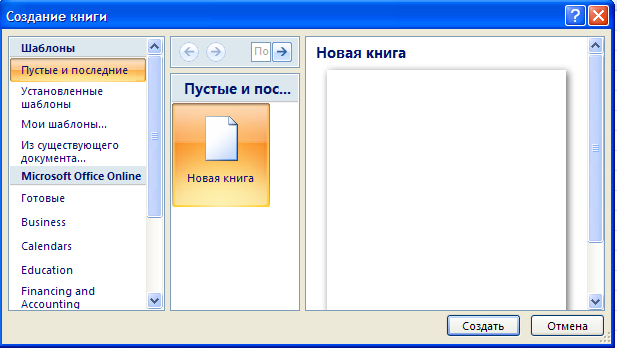 Создание книги
Шаблоны
Пустые и последние
Установленные
шаблоны
Мои шаблоны...
Из существующего
документа...
Microsoft Office Online
Готовые
Business
Calendars
Education
Financing and
Accounting
По
Пустые и пос...
Новая книга
Новая книга
Создать
Отмена